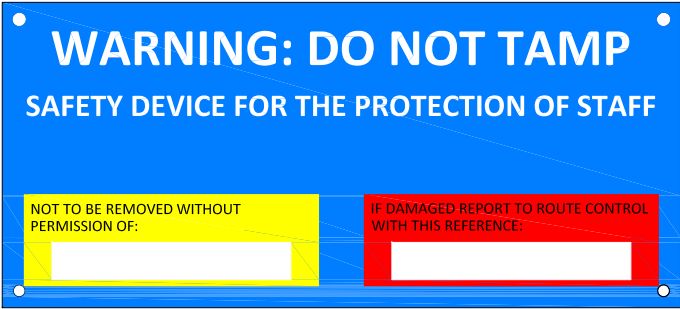 WARNING: DO NOT TAMP
SAFETY DEVICE FOR THE PROTECTION OF STAFF
NOT TO BE REMOVED WITHOUT
PERMISSION OF:
IF DAMAGED REPORT TO ROUTE CONTROL
WITH THIS REFERENCE: